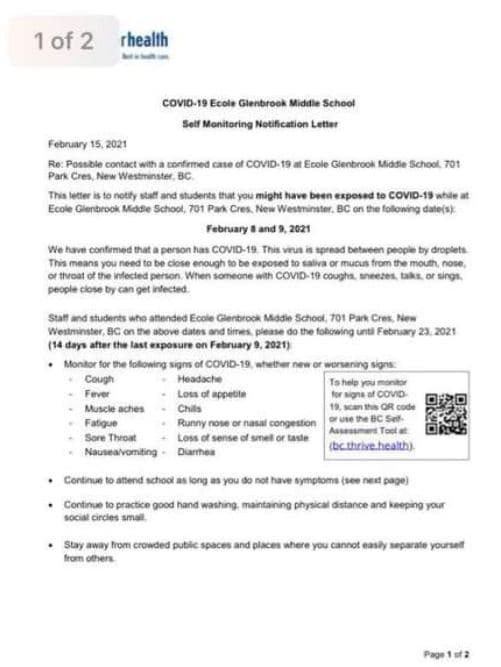 1 of 2
rhealth
Best in health care.
COVID-19 Ecole Glenbrook Middle School
Self Monitoring Notification Letter
February 15, 2021
Re: Possible contact with a confirmed case of COVID-19 at Ecole Glenbrook Middle School, 701
Park Cres, New Westminster, BC.
This letter is to notify staff and students that you might have been exposed to COVID-19 while at
Ecole Glenbrook Middle School, 701 Park Cres, New Westminster, BC on the following date(s):
February 8 and 9, 2021
We have confirmed that a person has COVID-19. This virus is spread between people by droplets.
This means you need to be close enough to be exposed to saliva or mucus from the mouth, nose,
or throat of the infected person. When someone with COVID-19 coughs, sneezes, talks, or sings,
people close by can get infected.
Staff and students who attended Ecole Glenbrook Middle School, 701 Park Cres, New
Westminster, BC on the above dates and times, please do the following until February 23, 2021
(14 days after the last exposure on February 9, 2021):
• Monitor for the following signs of COVID-19, whether new or worsening signs:
- Cough
- Fever
- Muscle aches
- Fatigue
- Sore Throat
- Nausea/vomiting
- Headache
- Loss of appetite
- Chills
- Runny nose or nasal congestion
- Loss of sense of smell or taste
- Diarrhea
To help you monitor
for signs of COVID-
19, scan this QR code
or use the BC Self-
Assessment Tool at:
(bc.thrive.health).
• Continue to attend school as long as you do not have symptoms (see next page)
• Continue to practice good hand washing, maintaining physical distance and keeping your
social circles small.
• Stay away from crowded public spaces and places where you cannot easily separate yourself
from others.
Page 1 of 2